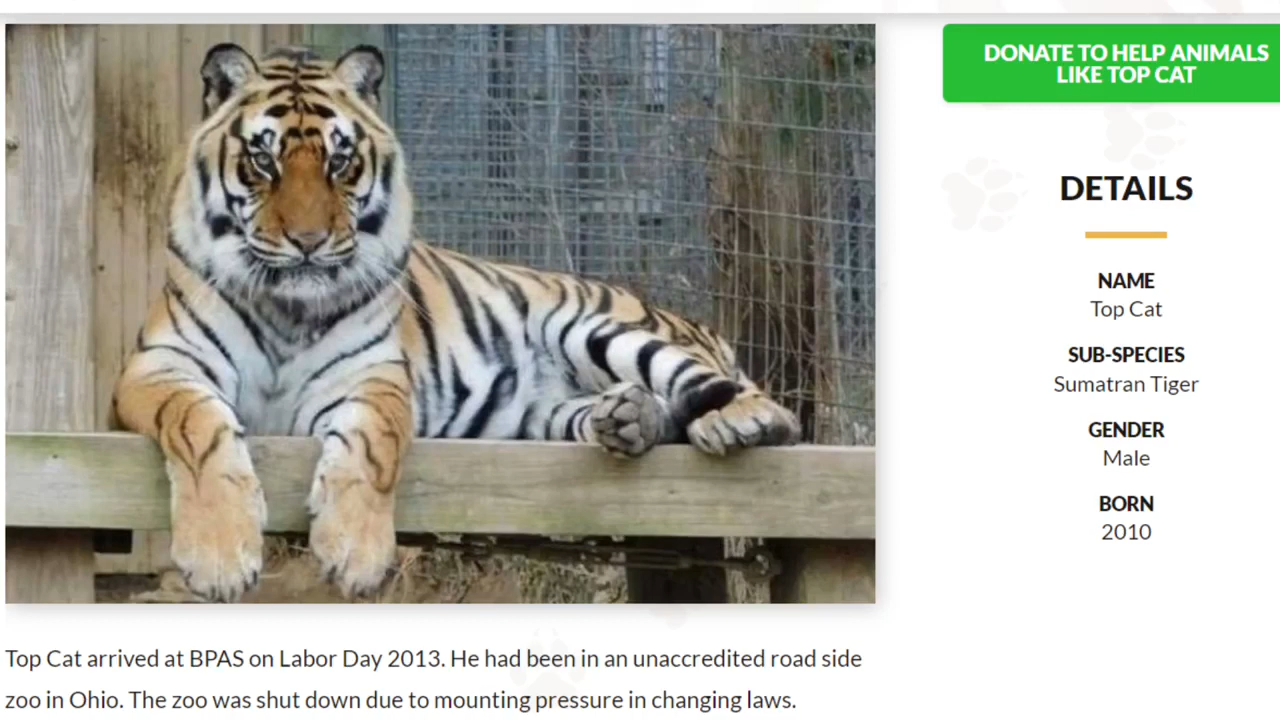 DONATE TO HELP ANIMALS
LIKE TOP CAT
DETAILS
NAME
Top Cat
SUB-SPECIES
Sumatran Tiger
GENDER
Male
BORN
2010
Top Cat arrived at BPAS on Labor Day 2013. He had been in an unaccredited road side
zoo in Ohio. The zoo was shut down due to mounting pressure in changing laws.